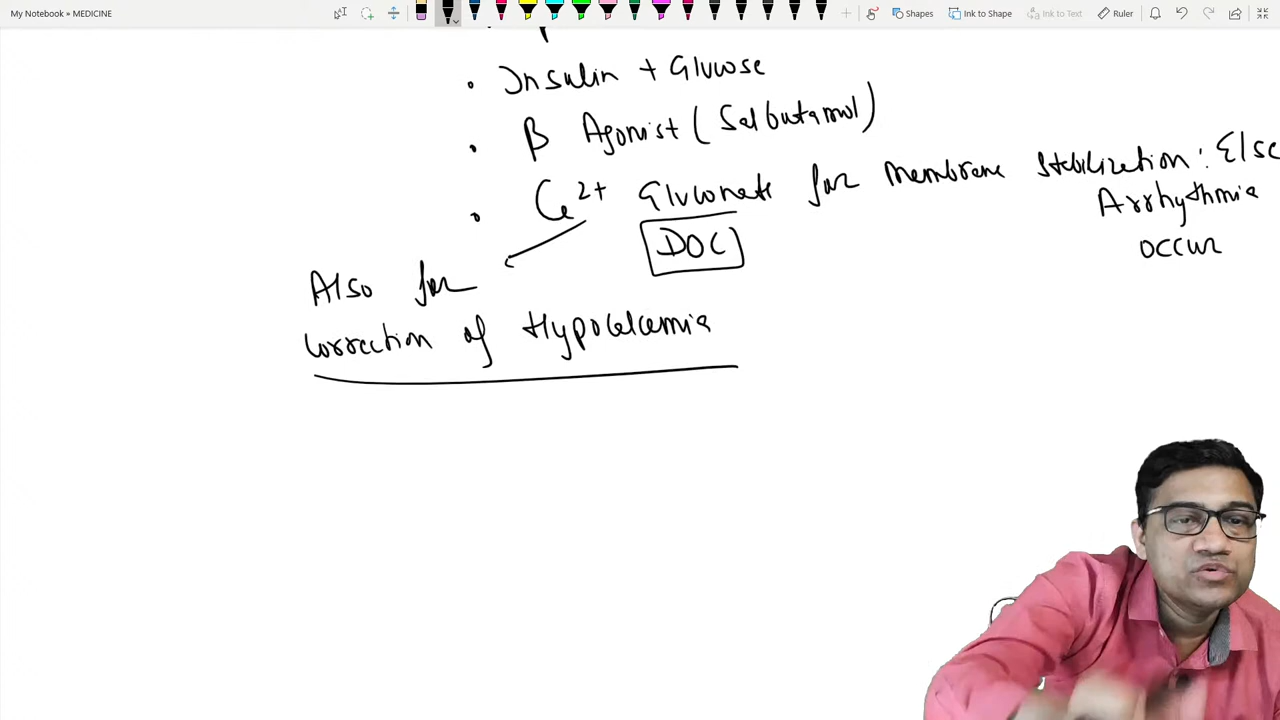 My Notebook » MEDICINE
Shapes
Ink to Shape
Ink to Text
Ruler
• Insulin + Glucose
• β Agonist (Salbutamol)
• Ca²⁺ Gluconate for Membrane Stabilization: Else
Arrhythmia
occur
DOC
Also for
correction of Hypocalcemia